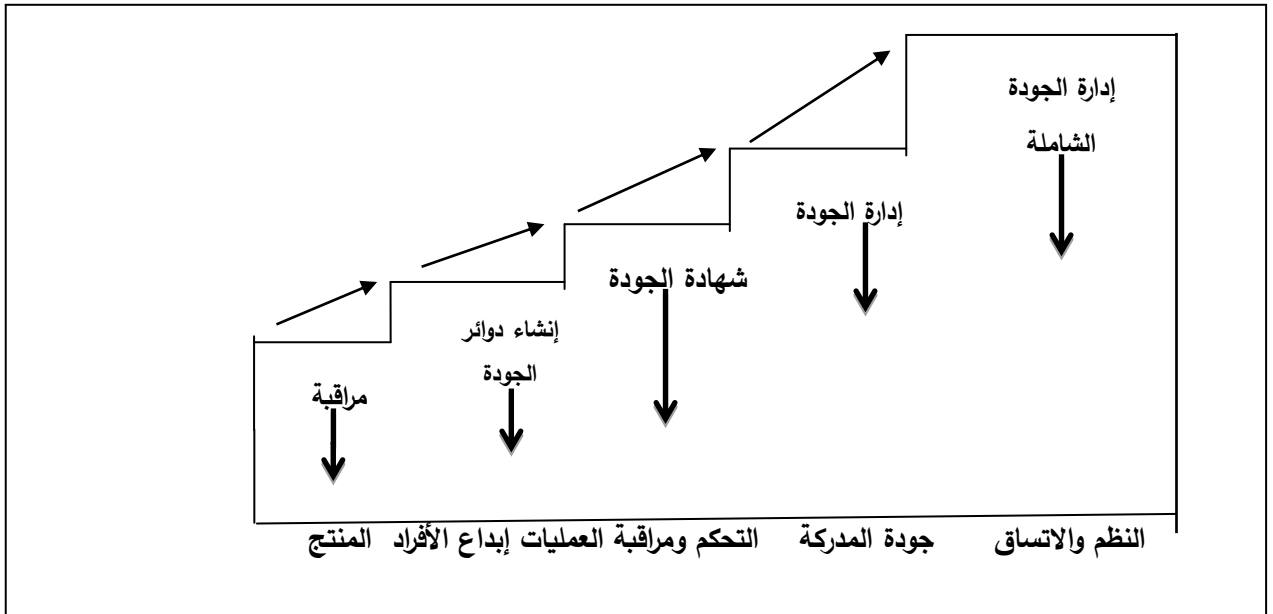 إدارة الجودة
الشاملة
إدارة الجودة
شهادة الجودة
إنشاء دوائر
الجودة
مراقبة
المنتج
إبداع الأفراد
التحكم ومراقبة العمليات
جودة المدركة
النظم والاتساق